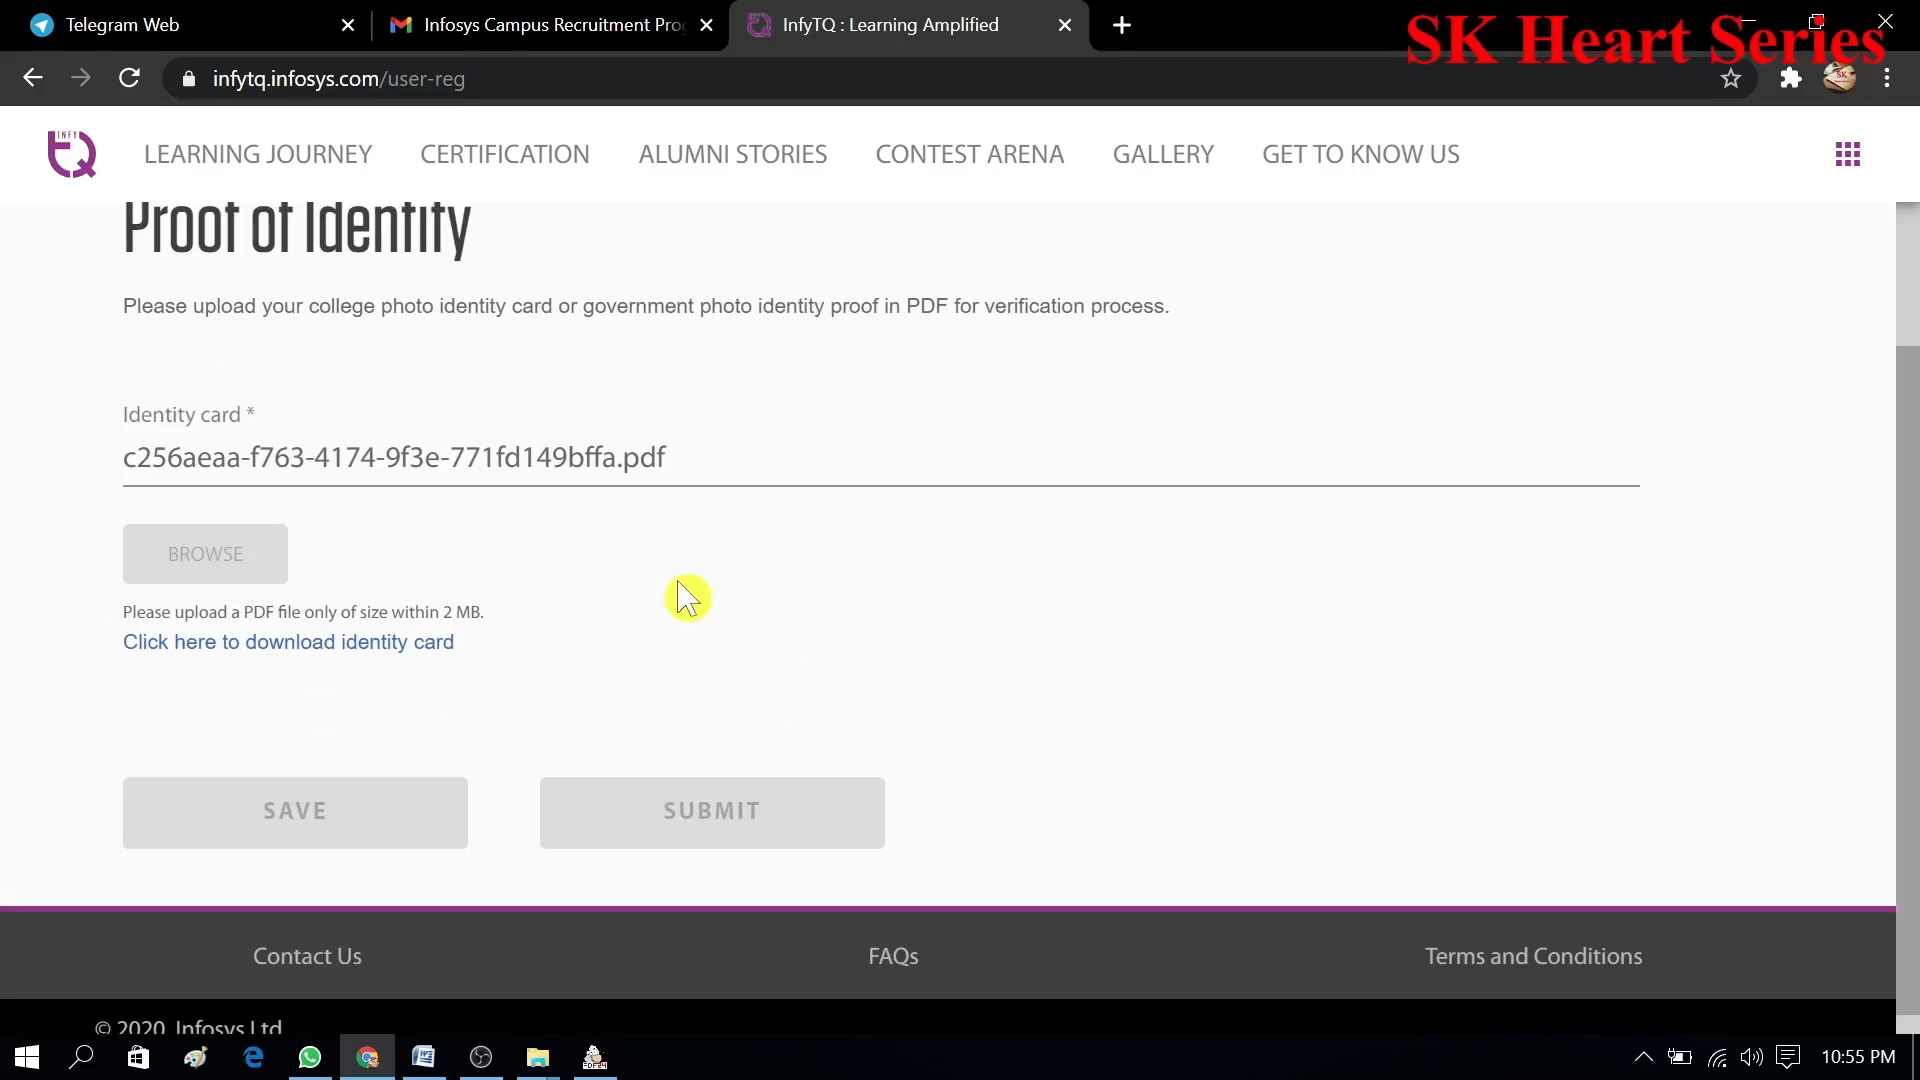 Telegram Web
Infosys Campus Recruitment Pro
InfyTQ : Learning Amplified
SK Heart Series
infytq.infosys.com/user-reg
SK
INFY
TQ
LEARNING JOURNEY
CERTIFICATION
ALUMNI STORIES
CONTEST ARENA
GALLERY
GET TO KNOW US
Proof of Identity
Please upload your college photo identity card or government photo identity proof in PDF for verification process.
Identity card *
c256aeaa-f763-4174-9f3e-771fd149bffa.pdf
BROWSE
Please upload a PDF file only of size within 2 MB.
Click here to download identity card
SAVE
SUBMIT
Contact Us
FAQs
Terms and Conditions
© 2020 Infosys Ltd
PDF24
10:55 PM